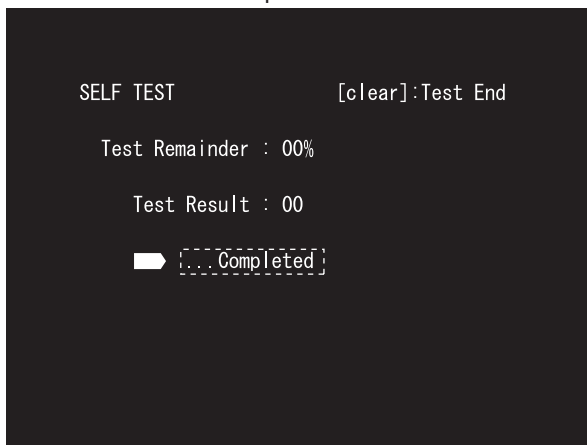 SELF TEST [clear]:Test End
Test Remainder : 00%
Test Result : 00
...Completed